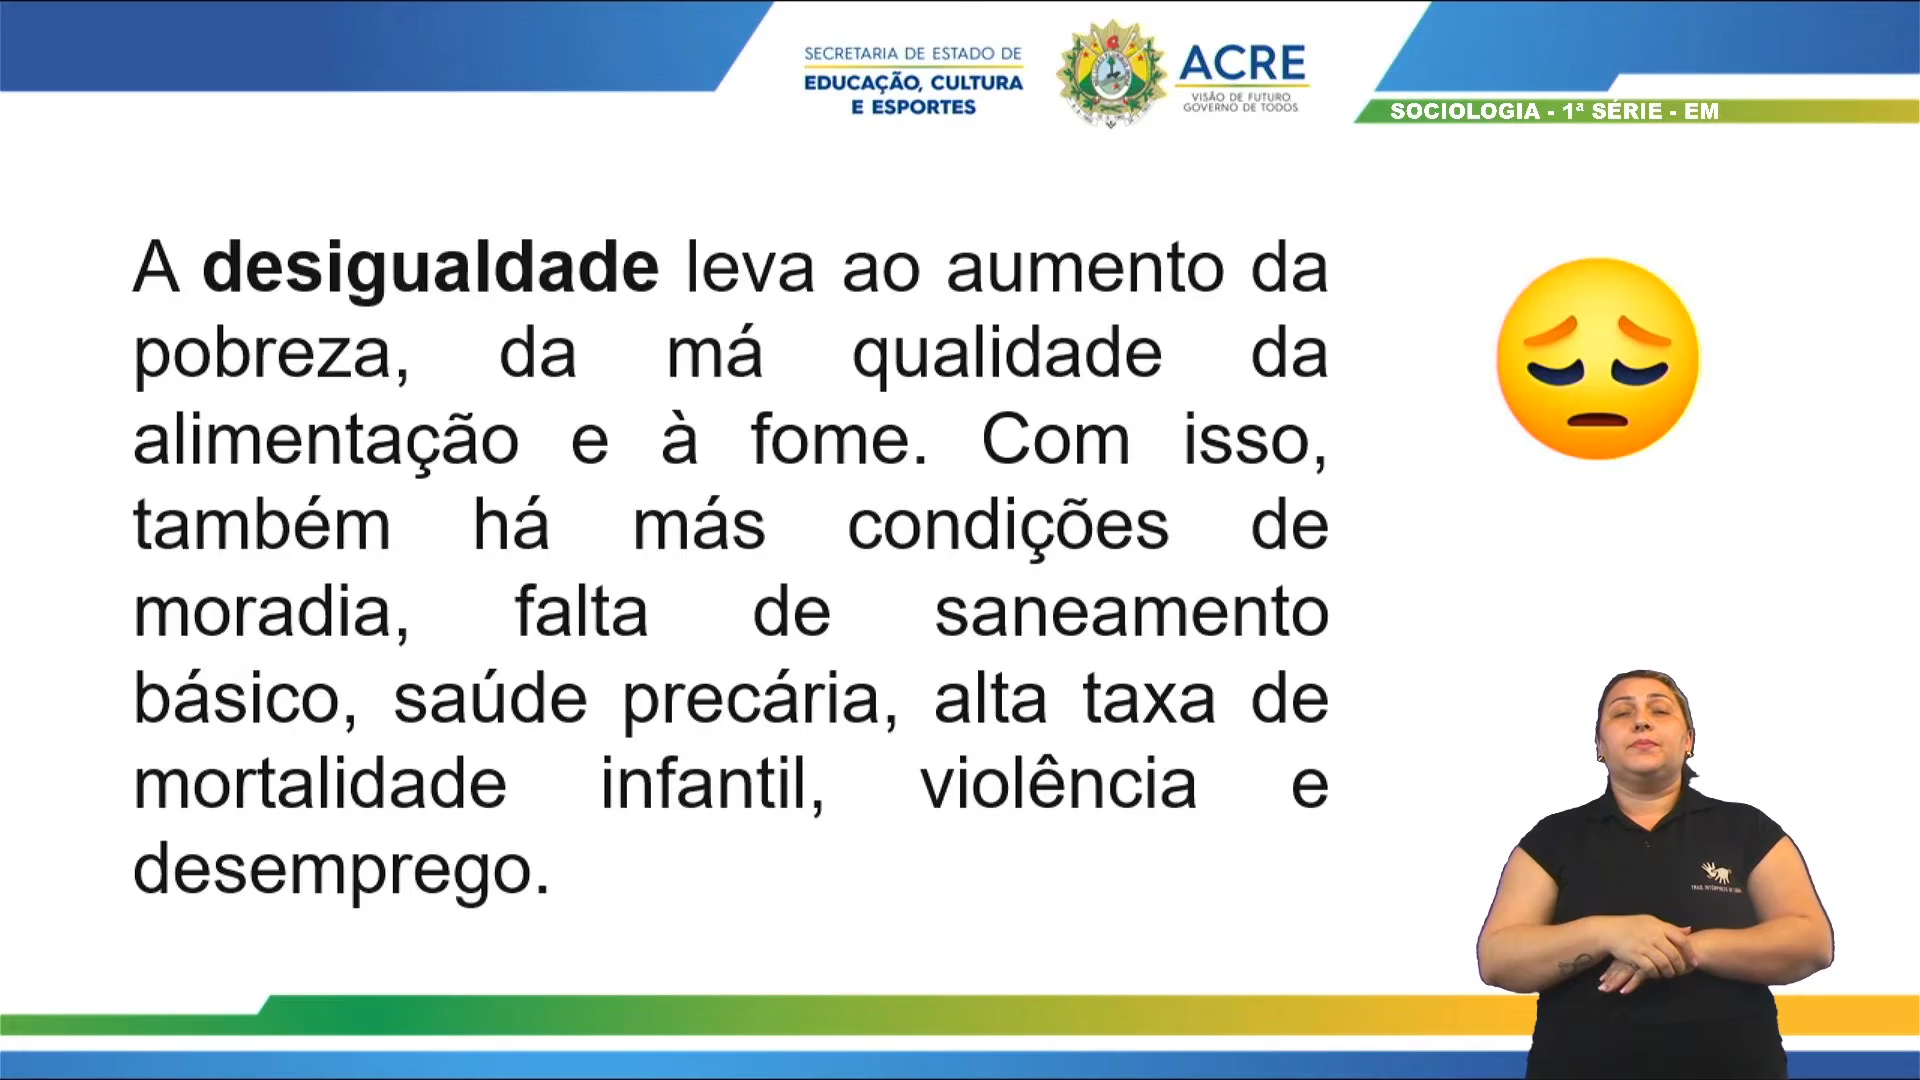 SECRETARIA DE ESTADO DE
EDUCAÇÃO, CULTURA
E ESPORTES
ACRE
VISÃO DE FUTURO
GOVERNO DE TODOS
SOCIOLOGIA - 1ª SÉRIE - EM
A desigualdade leva ao aumento da
pobreza, da má qualidade da
alimentação e à fome. Com isso,
também há más condições de
moradia, falta de saneamento
básico, saúde precária, alta taxa de
mortalidade infantil, violência e
desemprego.